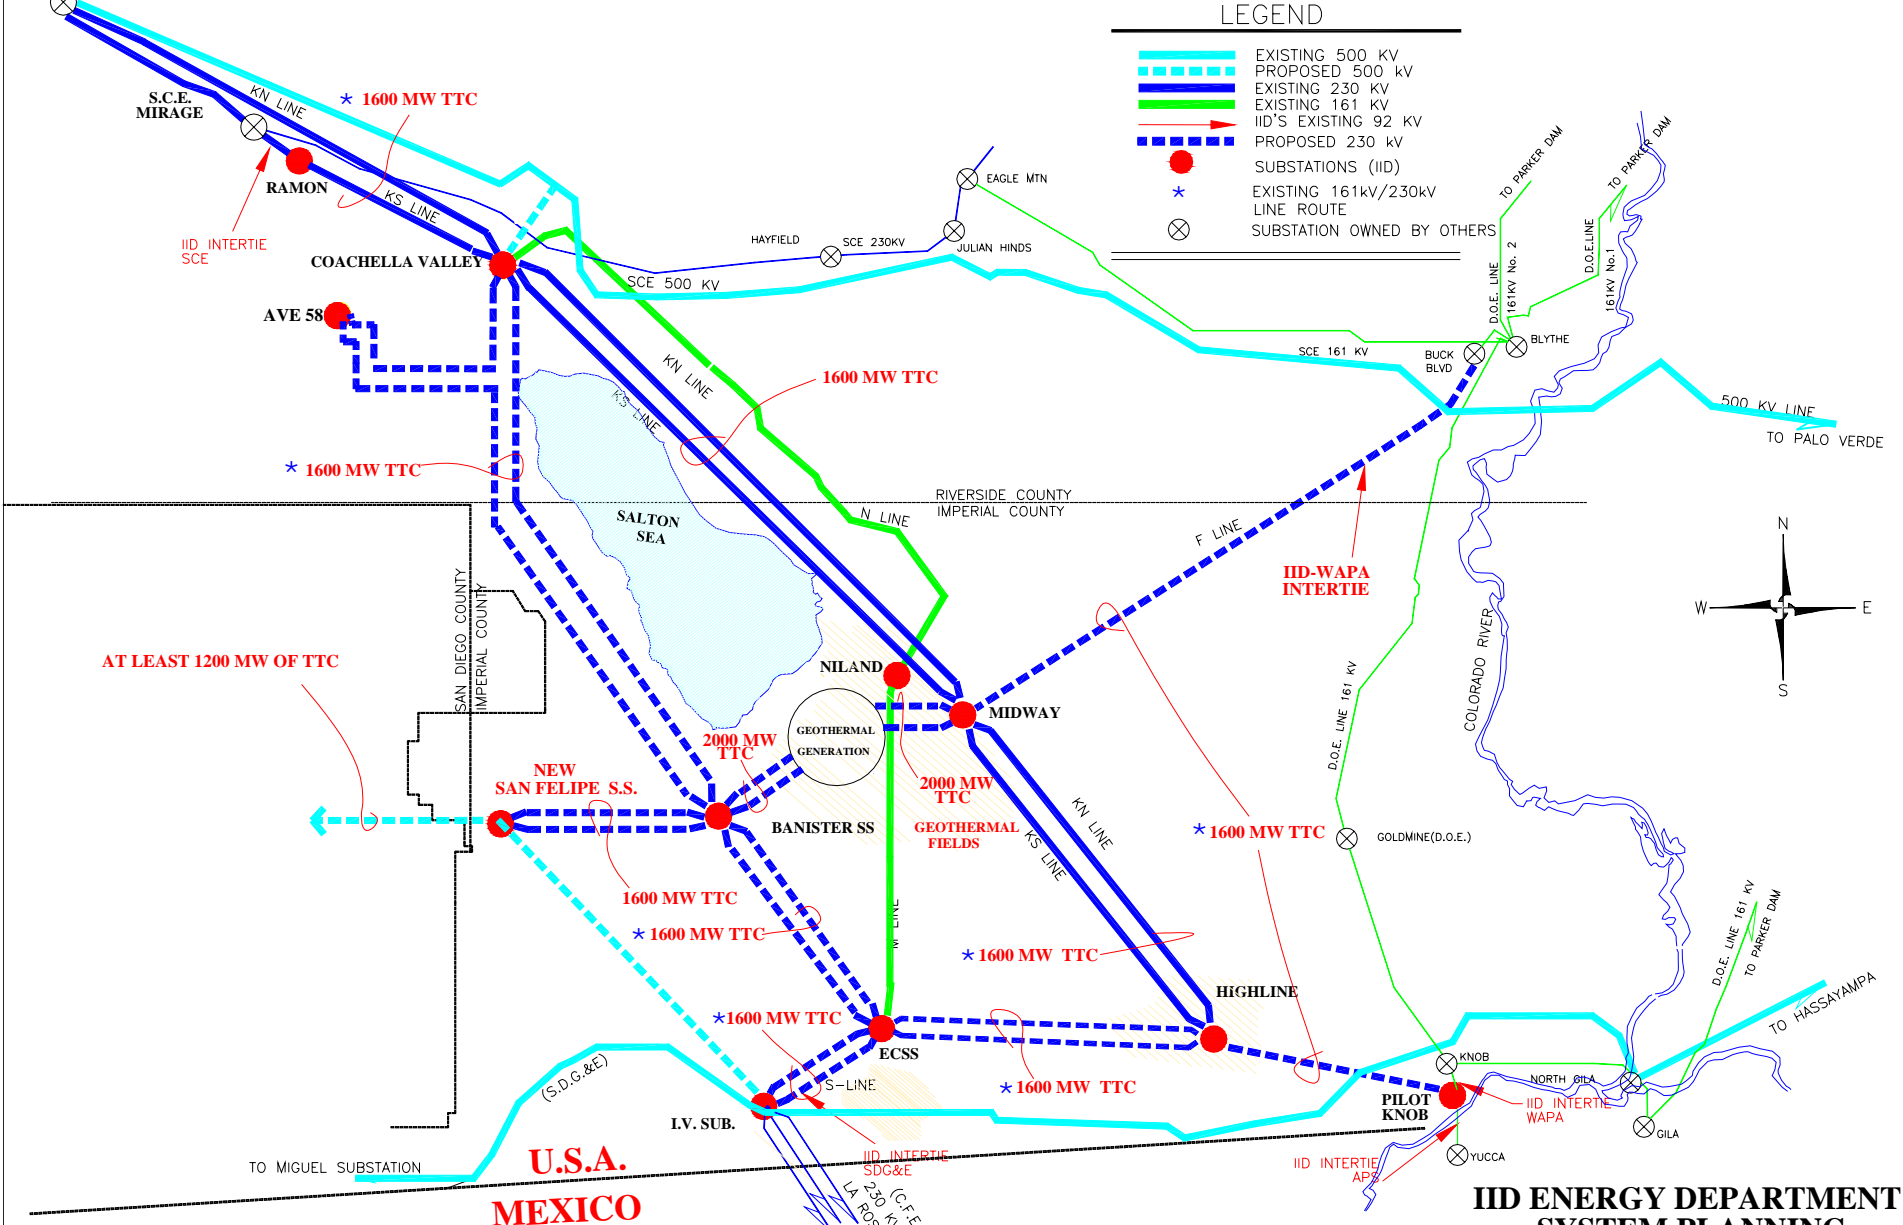 LEGEND
EXISTING 500 KV
PROPOSED 500 kV
EXISTING 230 KV
EXISTING 161 KV
IID'S EXISTING 92 KV
PROPOSED 230 kV
SUBSTATIONS (IID)
* EXISTING 161kV/230kV
LINE ROUTE
SUBSTATION OWNED BY OTHERS
S.C.E.
MIRAGE
KN LINE
* 1600 MW TTC
RAMON
KS LINE
IID INTERTIE
SCE
COACHELLA VALLEY
AVE 58
HAYFIELD
SCE 230KV
EAGLE MTN
JULIAN HINDS
SCE 500 KV
TO PARKER DAM
TO PARKER DAM
D.O.E. LINE
161KV No. 2
D.O.E.LINE
161KV No.1
BLYTHE
BUCK
BLVD
SCE 161 KV
500 KV LINE
TO PALO VERDE
KN LINE
KS LINE
1600 MW TTC
* 1600 MW TTC
RIVERSIDE COUNTY
IMPERIAL COUNTY
N LINE
F LINE
SALTON
SEA
IID-WAPA
INTERTIE
N
W
E
S
SAN DIEGO COUNTY
IMPERIAL COUNTY
COLORADO RIVER
AT LEAST 1200 MW OF TTC
NILAND
MIDWAY
D.O.E. LINE 161 KV
GEOTHERMAL
GENERATION
2000 MW
TTC
NEW
SAN FELIPE S.S.
2000 MW
TTC
BANISTER SS
GEOTHERMAL
FIELDS
KN LINE
KS LINE
* 1600 MW TTC
GOLDMINE(D.O.E.)
1600 MW TTC
* 1600 MW TTC
M LINE
* 1600 MW TTC
D.O.E. LINE 161 KV
TO PARKER DAM
HIGHLINE
TO HASSAYAMPA
*1600 MW TTC
ECSS
(S.D.G.&E)
S-LINE
* 1600 MW TTC
KNOB
NORTH GILA
PILOT
KNOB
IID INTERTIE
WAPA
I.V. SUB.
GILA
IID INTERTIE
SDG&E
IID INTERTIE
APS
YUCCA
TO MIGUEL SUBSTATION
U.S.A.
MEXICO
(C.F.E
230 K
LA ROS
IID ENERGY DEPARTMENT
SYSTEM PLANNING